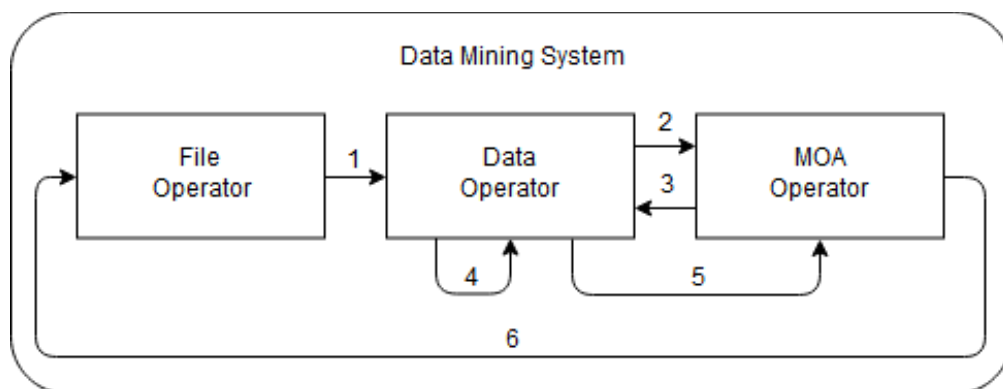 Data Mining System
File
Operator
1
Data
Operator
2
3
MOA
Operator
4
5
6